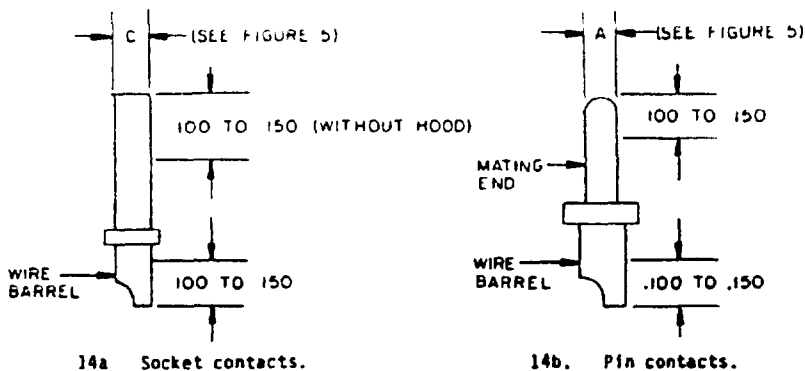 C (SEE FIGURE 5)
100 TO 150 (WITHOUT HOOD)
WIRE
BARREL
100 TO 150
14a Socket contacts.
A (SEE FIGURE 5)
100 TO .150
MATING
END
WIRE
BARREL
.100 TO .150
14b. Pin contacts.